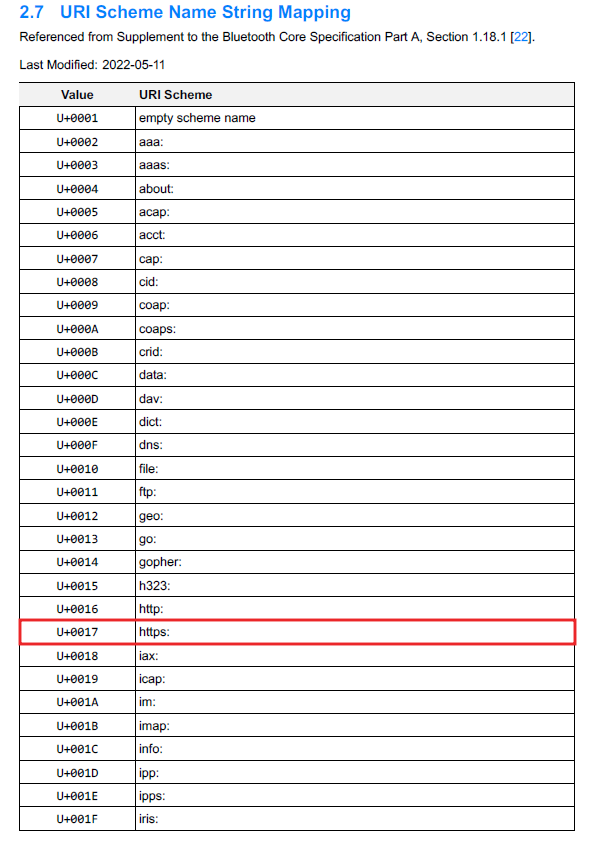 2.7 URI Scheme Name String Mapping
Referenced from Supplement to the Bluetooth Core Specification Part A, Section 1.18.1 [22].
Last Modified: 2022-05-11
Value URI Scheme
U+0001 empty scheme name
U+0002 aaa:
U+0003 aaas:
U+0004 about:
U+0005 acap:
U+0006 acct:
U+0007 cap:
U+0008 cid:
U+0009 coap:
U+000A coaps:
U+000B crid:
U+000C data:
U+000D dav:
U+000E dict:
U+000F dns:
U+0010 file:
U+0011 ftp:
U+0012 geo:
U+0013 go:
U+0014 gopher:
U+0015 h323:
U+0016 http:
U+0017 https:
U+0018 iax:
U+0019 icap:
U+001A im:
U+001B imap:
U+001C info:
U+001D ipp:
U+001E ipps:
U+001F iris: